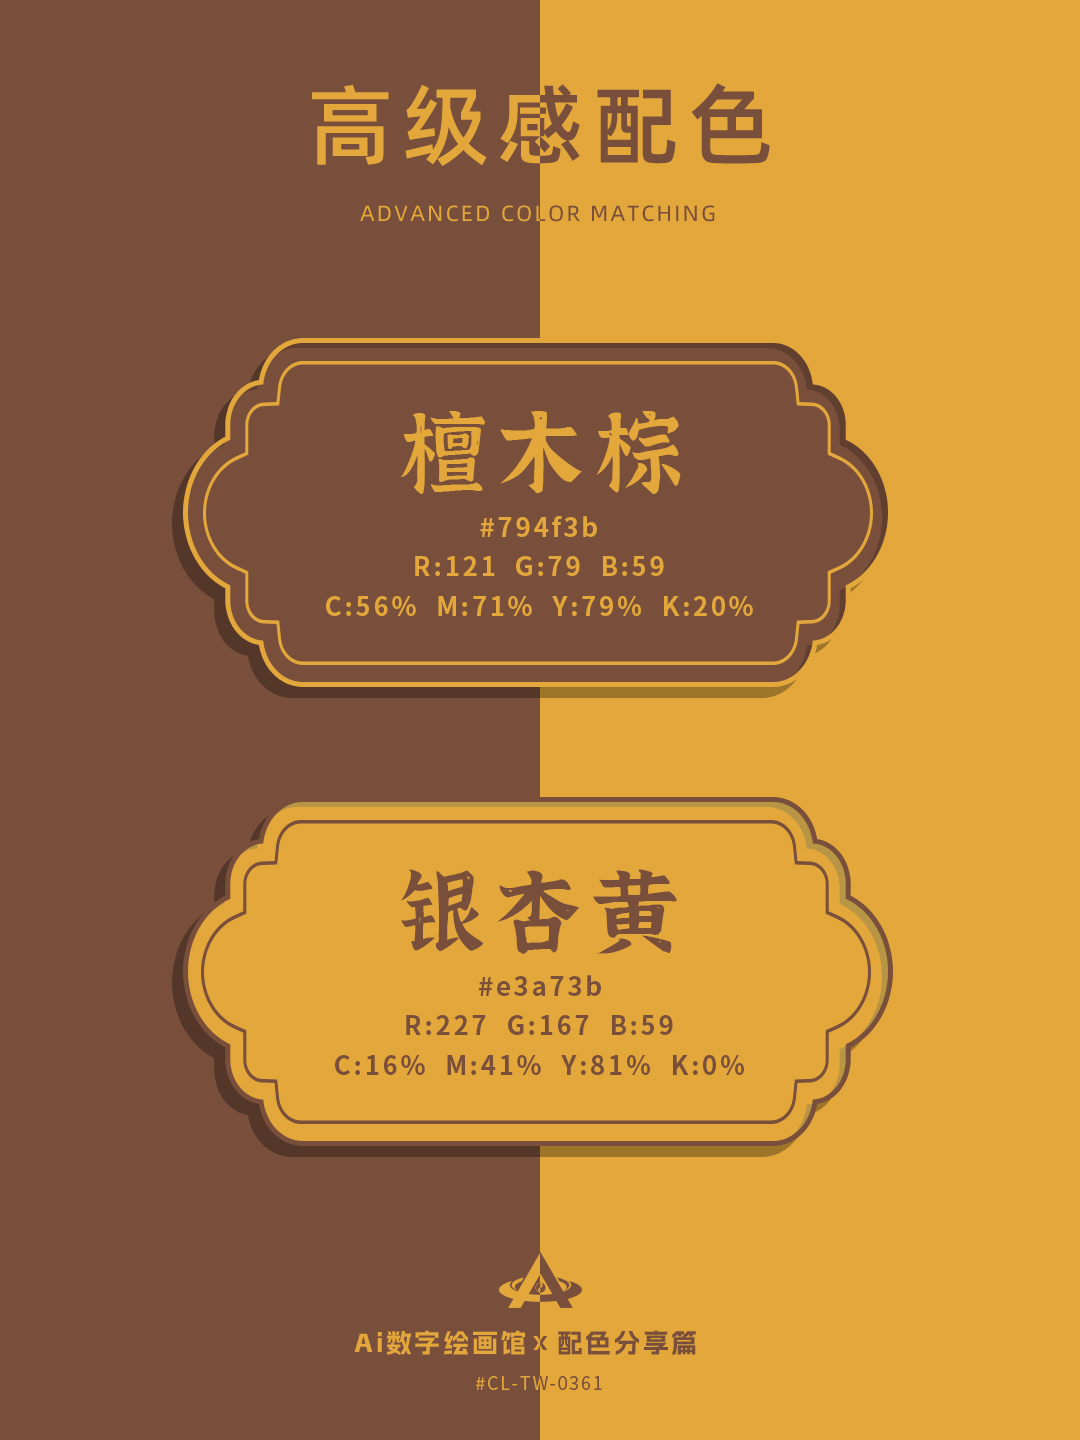 高级感配色
ADVANCED COLOR MATCHING
檀木棕
#794f3b
R:121 G:79 B:59
C:56% M:71% Y:79% K:20%
银杏黄
#e3a73b
R:227 G:167 B:59
C:16% M:41% Y:81% K:0%
Ai数字绘画馆 x 配色分享篇
#CL-TW-0361